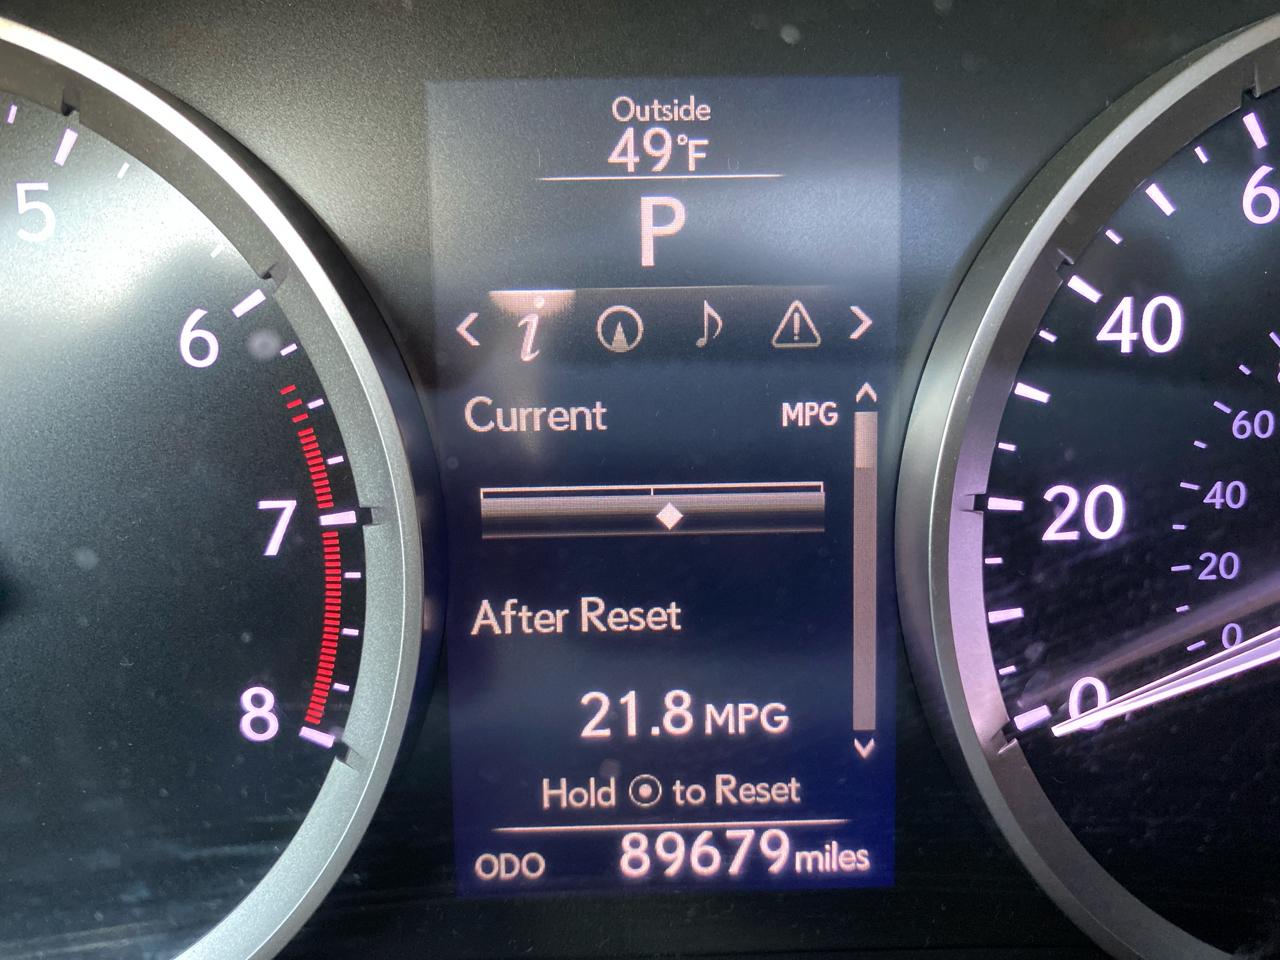 Outside
49°F
P
i
Current MPG
After Reset
21.8 MPG
Hold to Reset
ODO 89679 miles
5
6
7
8
6
40
20
0
60
40
20
0